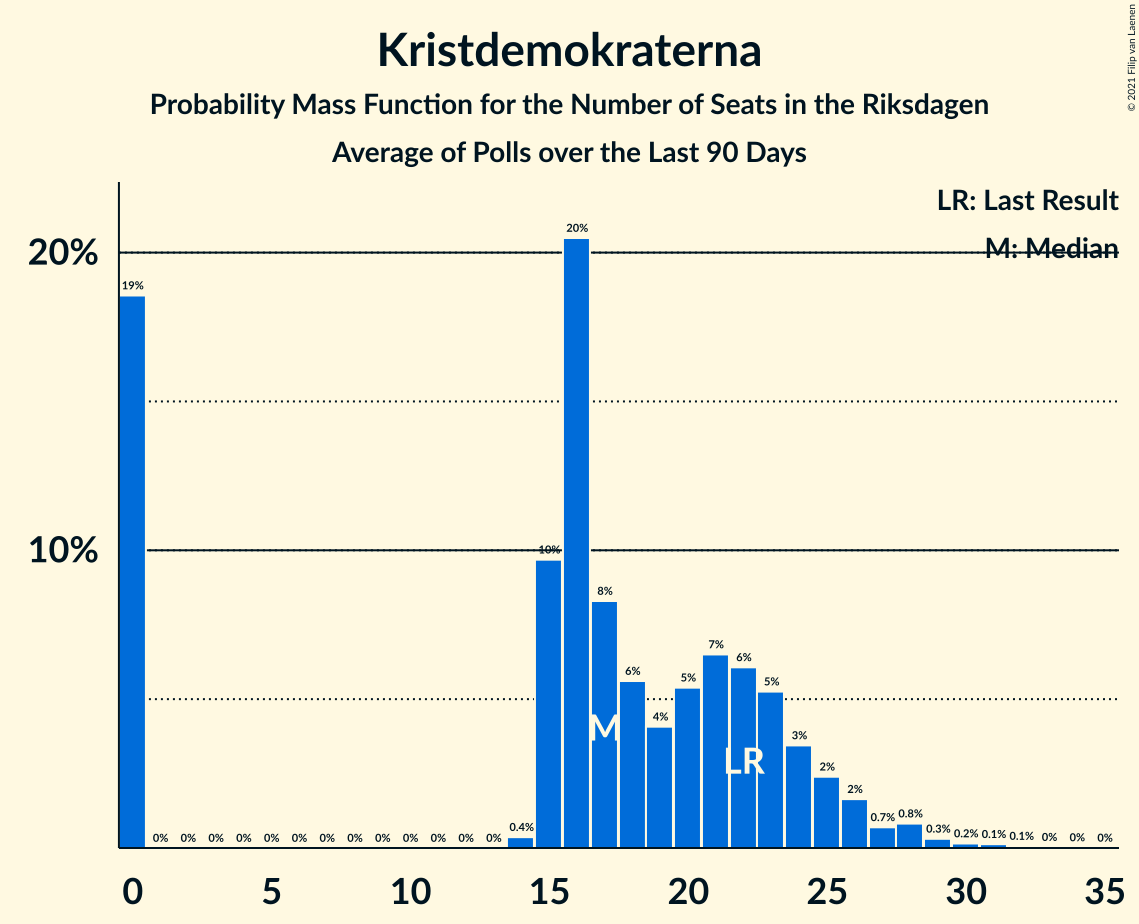 Kristdemokraterna
Probability Mass Function for the Number of Seats in the Riksdagen
Average of Polls over the Last 90 Days
© 2021 Filip van Laenen
LR: Last Result
M: Median
20%
10%
19% 0% 0% 0% 0% 0% 0% 0% 0% 0% 0% 0% 0% 0% 0.4% 10% 20% 8% 6% 4% 5% 7% 6% 5% 3% 2% 2% 0.7% 0.8% 0.3% 0.2% 0.1% 0.1% 0% 0% 0%
M
LR
0 5 10 15 20 25 30 35